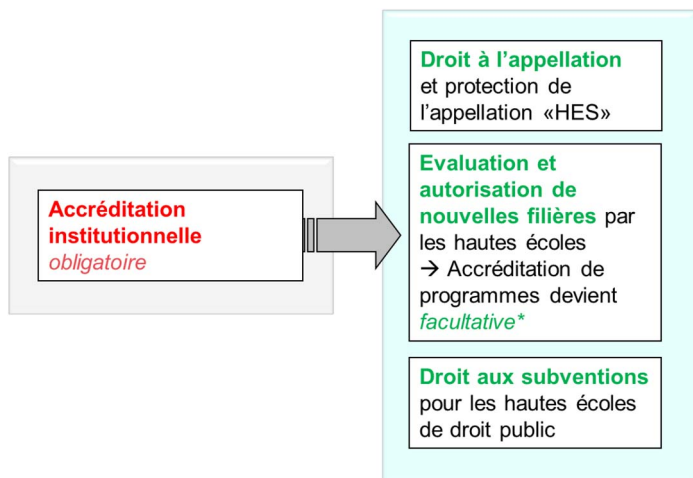 Accréditation
institutionnelle
obligatoire
Droit à l’appellation
et protection de
l’appellation «HES»
Evaluation et
autorisation de
nouvelles filières par
les hautes écoles
→ Accréditation de
programmes devient
facultative*
Droit aux subventions
pour les hautes écoles
de droit public